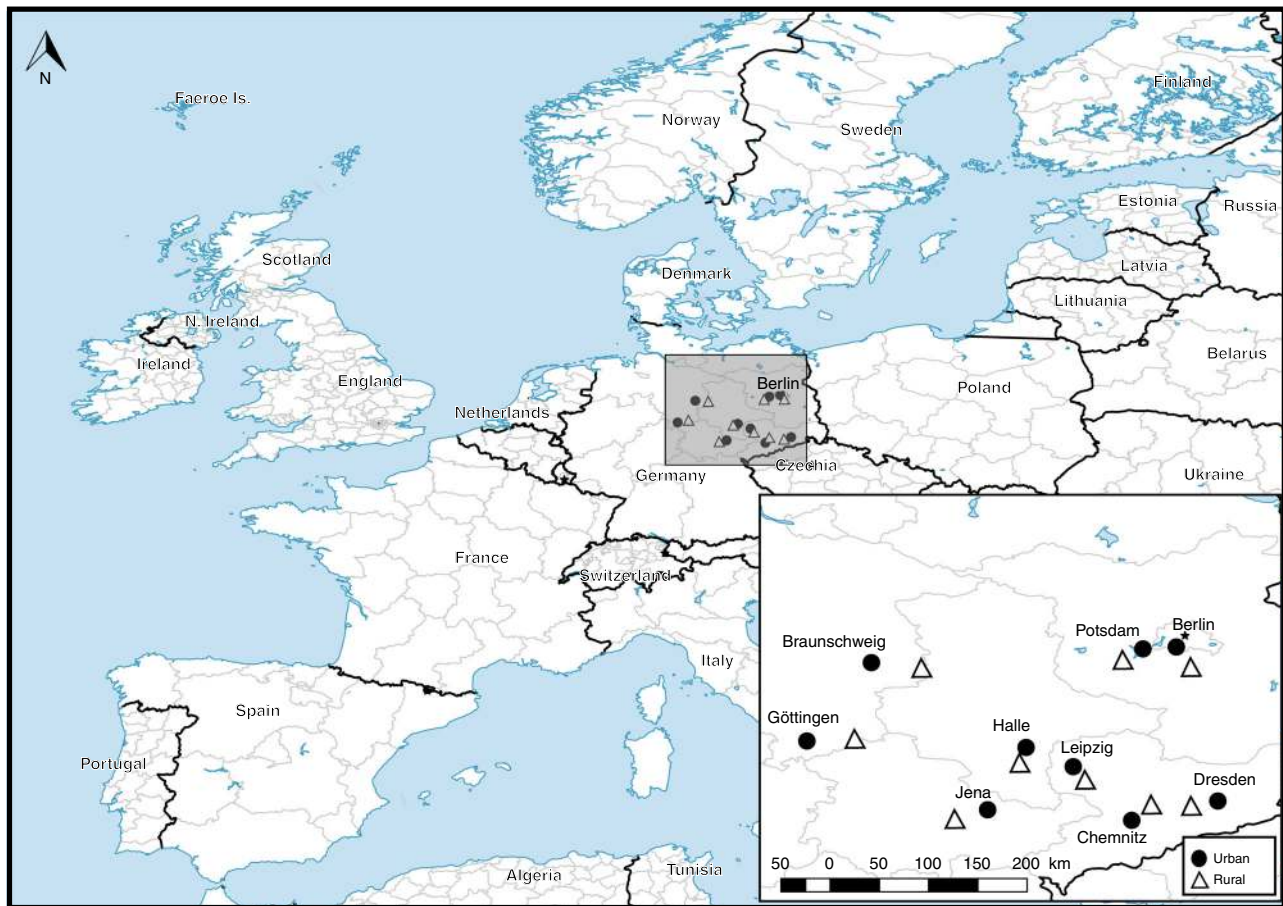 N
Faeroe Is.
Norway
Sweden
Finland
Estonia
Russia
Scotland
Denmark
Latvia
Lithuania
N. Ireland
Ireland
England
Belarus
Berlin
Poland
Netherlands
Germany
Czechia
Ukraine
France
Switzerland
Italy
Spain
Portugal
Algeria
Tunisia
Braunschweig
Potsdam
Berlin
Göttingen
Halle
Leipzig
Jena
Dresden
Chemnitz
50 0 50 100 150 200 km
Urban
Rural